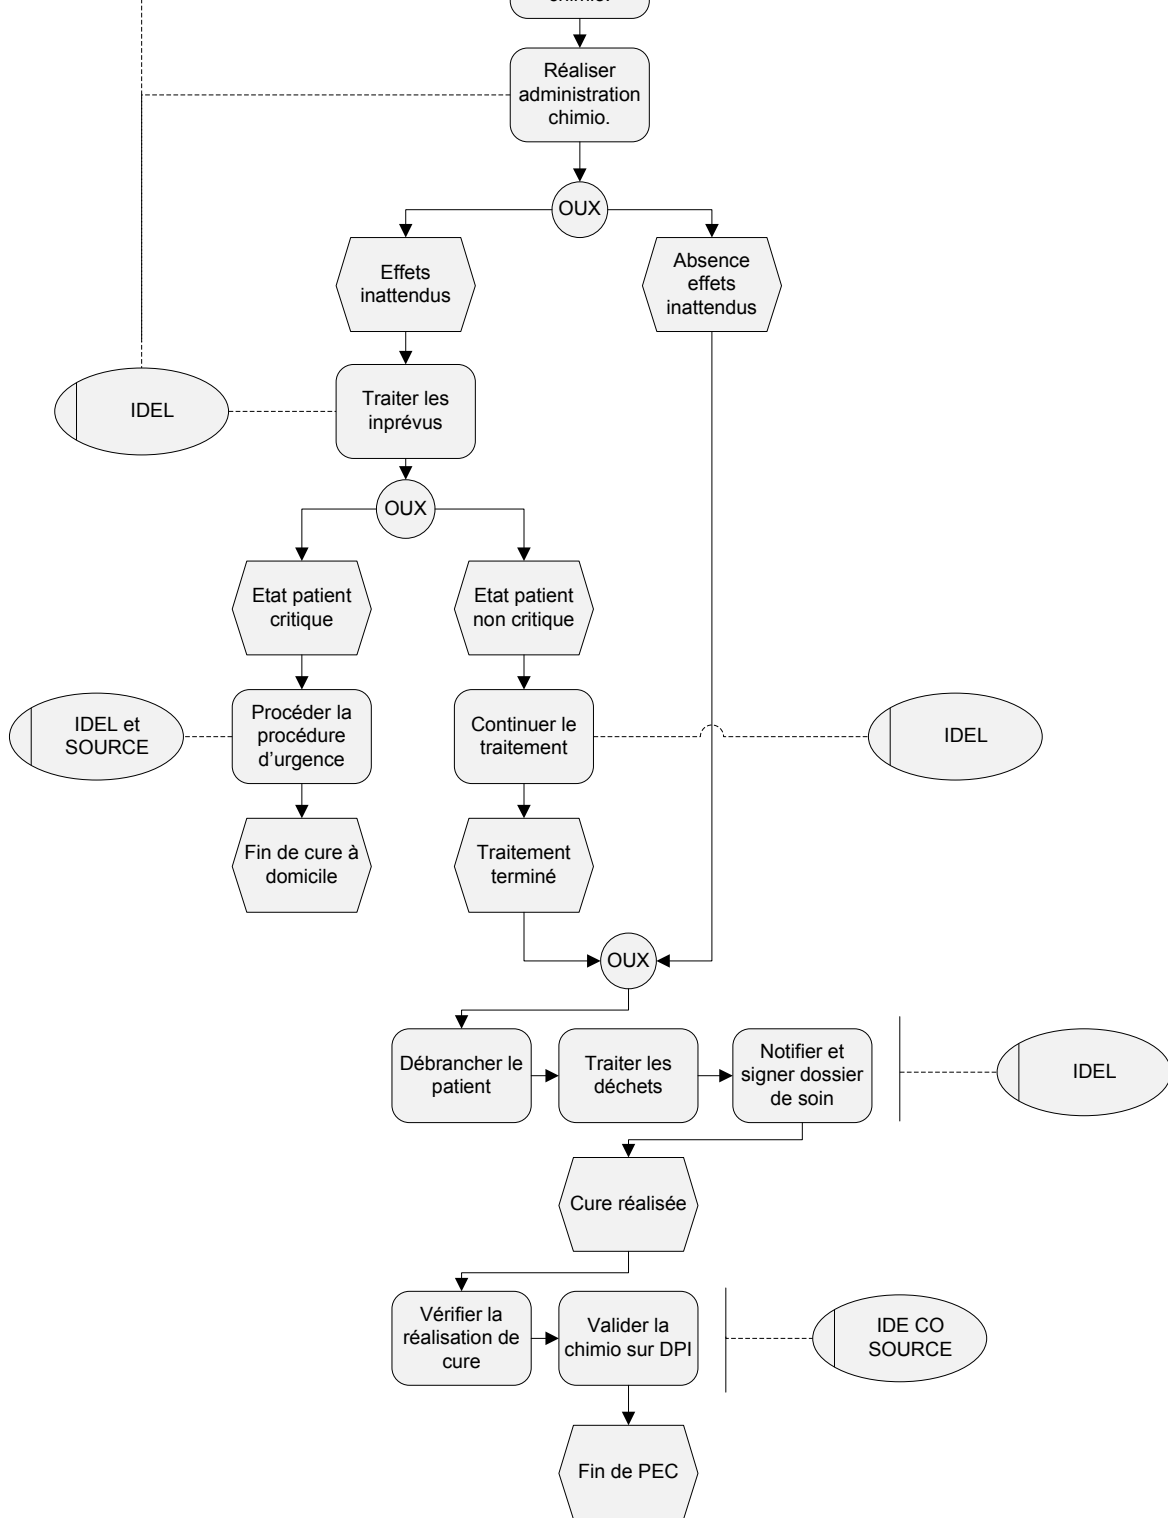 chimio.
Réaliser
administration
chimio.
OUX
Effets
inattendus
Absence
effets
inattendus
IDEL
Traiter les
inprévus
OUX
Etat patient
critique
Etat patient
non critique
IDEL et
SOURCE
Procéder la
procédure
d'urgence
Continuer le
traitement
IDEL
Fin de cure à
domicile
Traitement
terminé
OUX
Débrancher le
patient
Traiter les
déchets
Notifier et
signer dossier
de soin
IDEL
Cure réalisée
Vérifier la
réalisation de
cure
Valider la
chimio sur DPI
IDE CO
SOURCE
Fin de PEC